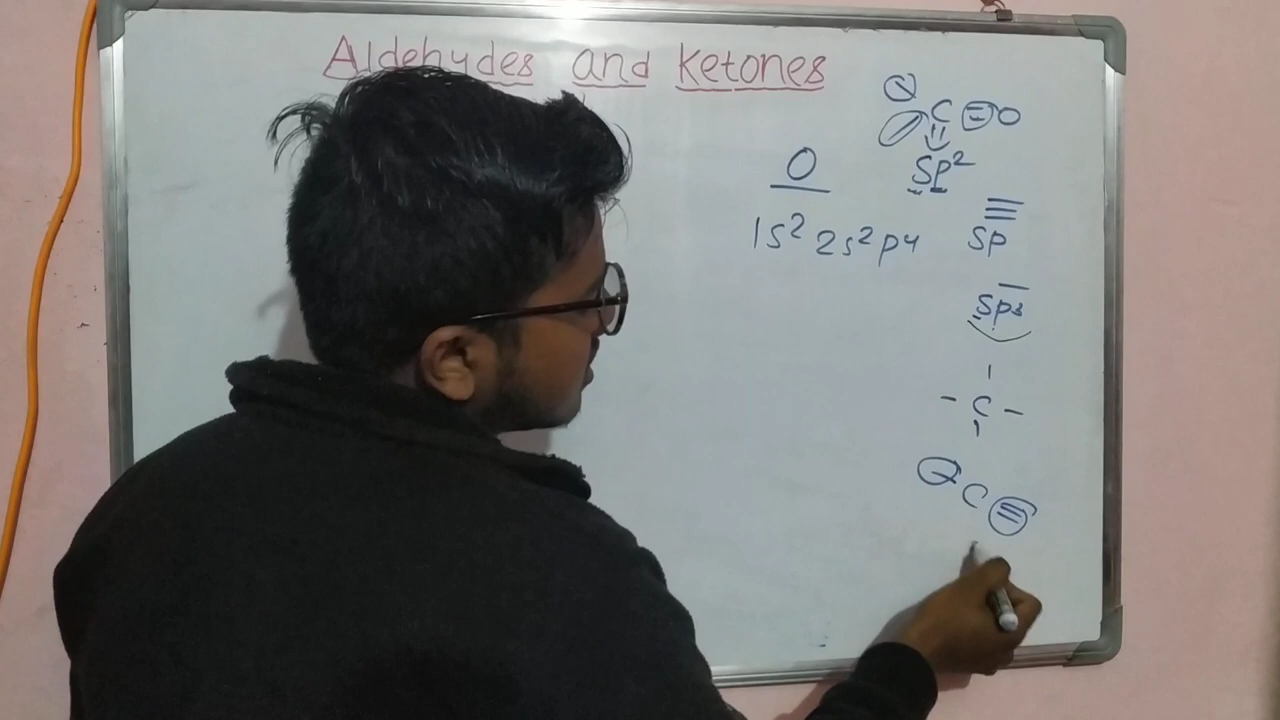 Aldehydes and Ketones
C = O
sp²
O
1s² 2s² p4
≡
sp
—
sp3
- C -
C ≡